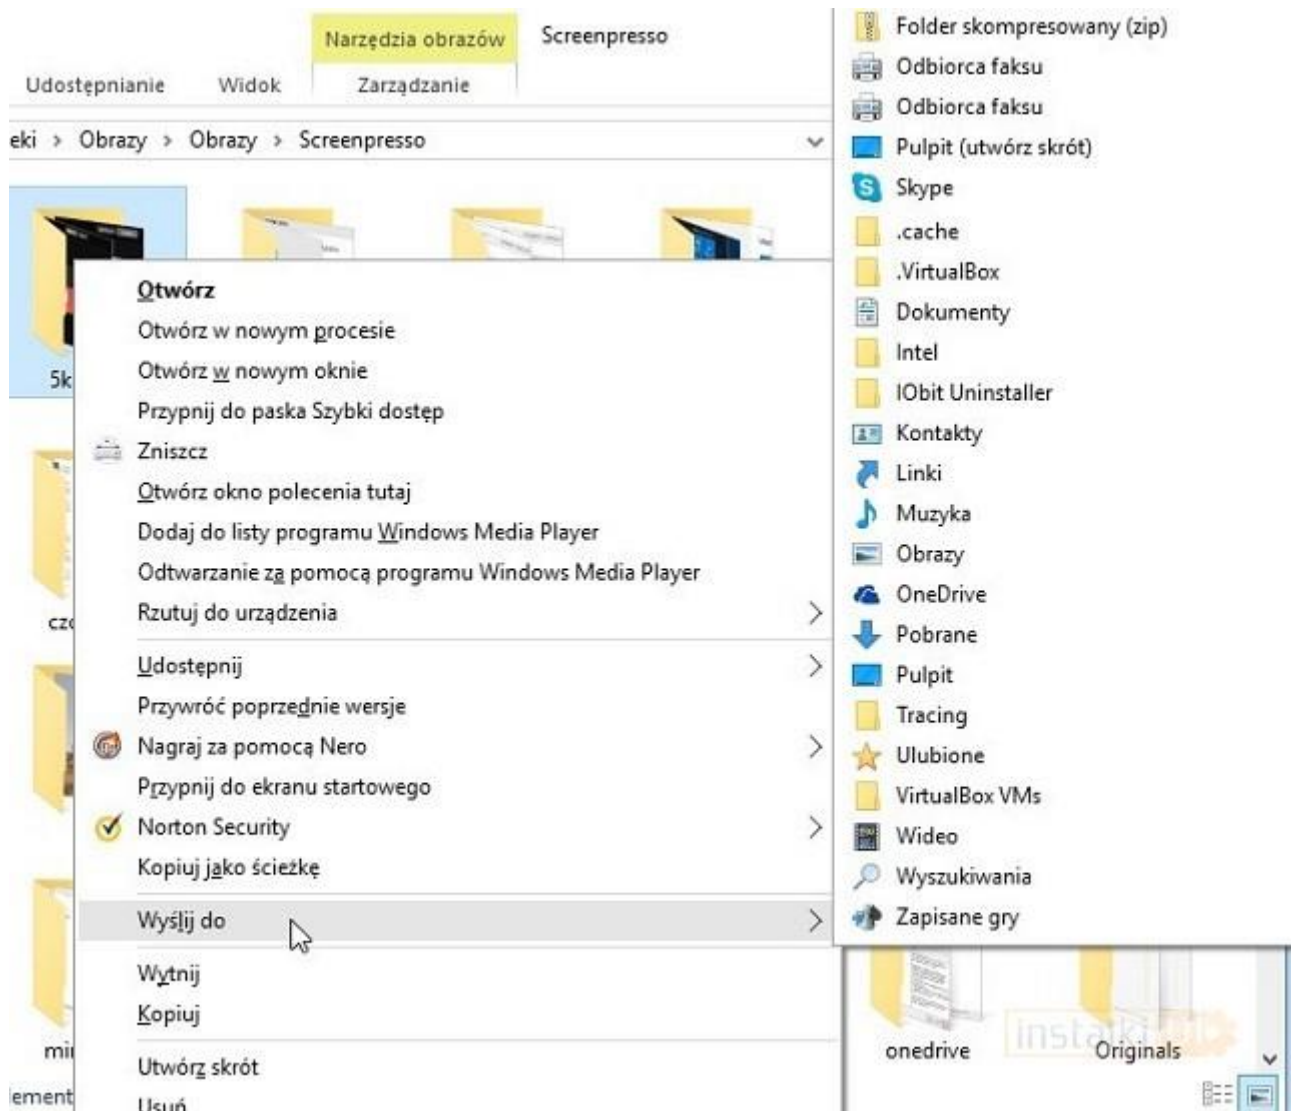 Narzędzia obrazów
Screenpresso
Udostępnianie
Widok
Zarządzanie
eki > Obrazy > Obrazy > Screenpresso
5k
Otwórz
Otwórz w nowym procesie
Otwórz w nowym oknie
Przypnij do paska Szybki dostęp
Zniszcz
Otwórz okno polecenia tutaj
Dodaj do listy programu Windows Media Player
Odtwarzanie za pomocą programu Windows Media Player
Rzutuj do urządzenia
Udostępnij
Przywróć poprzednie wersje
Nagraj za pomocą Nero
Przypnij do ekranu startowego
Norton Security
Kopiuj jako ścieżkę
Wyślij do
Wytnij
Kopiuj
Utwórz skrót
Usuń
Folder skompresowany (zip)
Odbiorca faksu
Odbiorca faksu
Pulpit (utwórz skrót)
Skype
.cache
.VirtualBox
Dokumenty
Intel
IObit Uninstaller
Kontakty
Linki
Muzyka
Obrazy
OneDrive
Pobrane
Pulpit
Tracing
Ulubione
VirtualBox VMs
Wideo
Wyszukiwania
Zapisane gry
onedrive
Originals
instalki